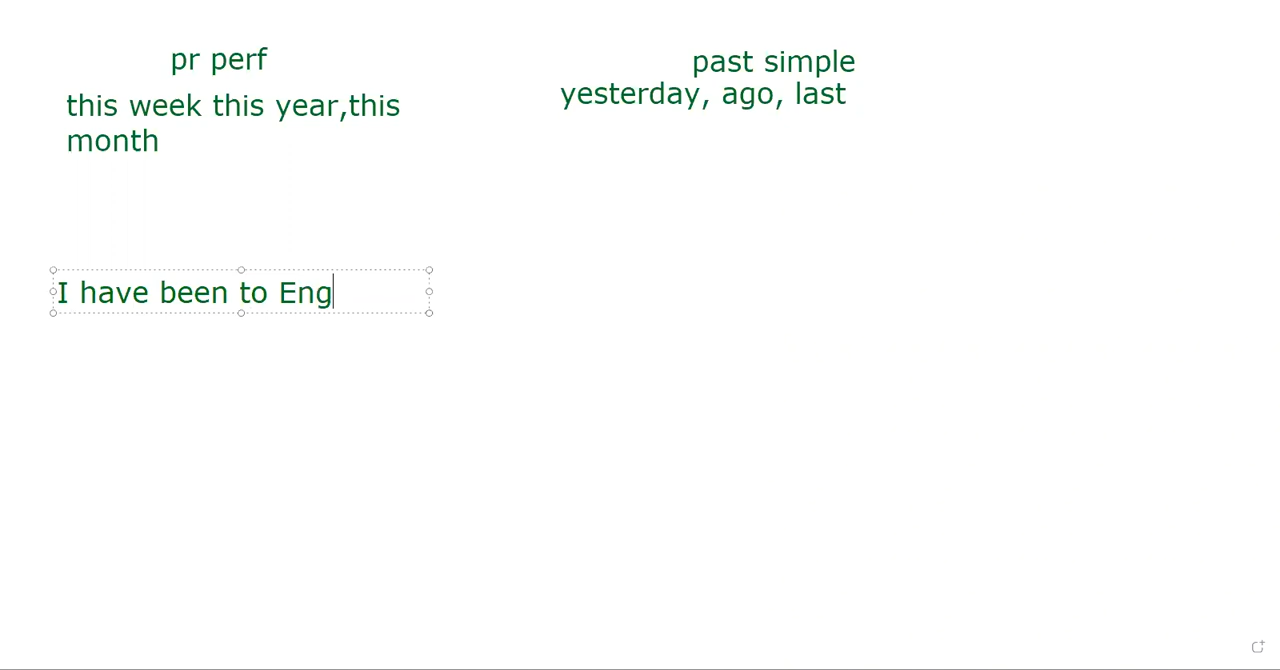 pr perf
this week this year,this
month
past simple
yesterday, ago, last
I have been to Eng